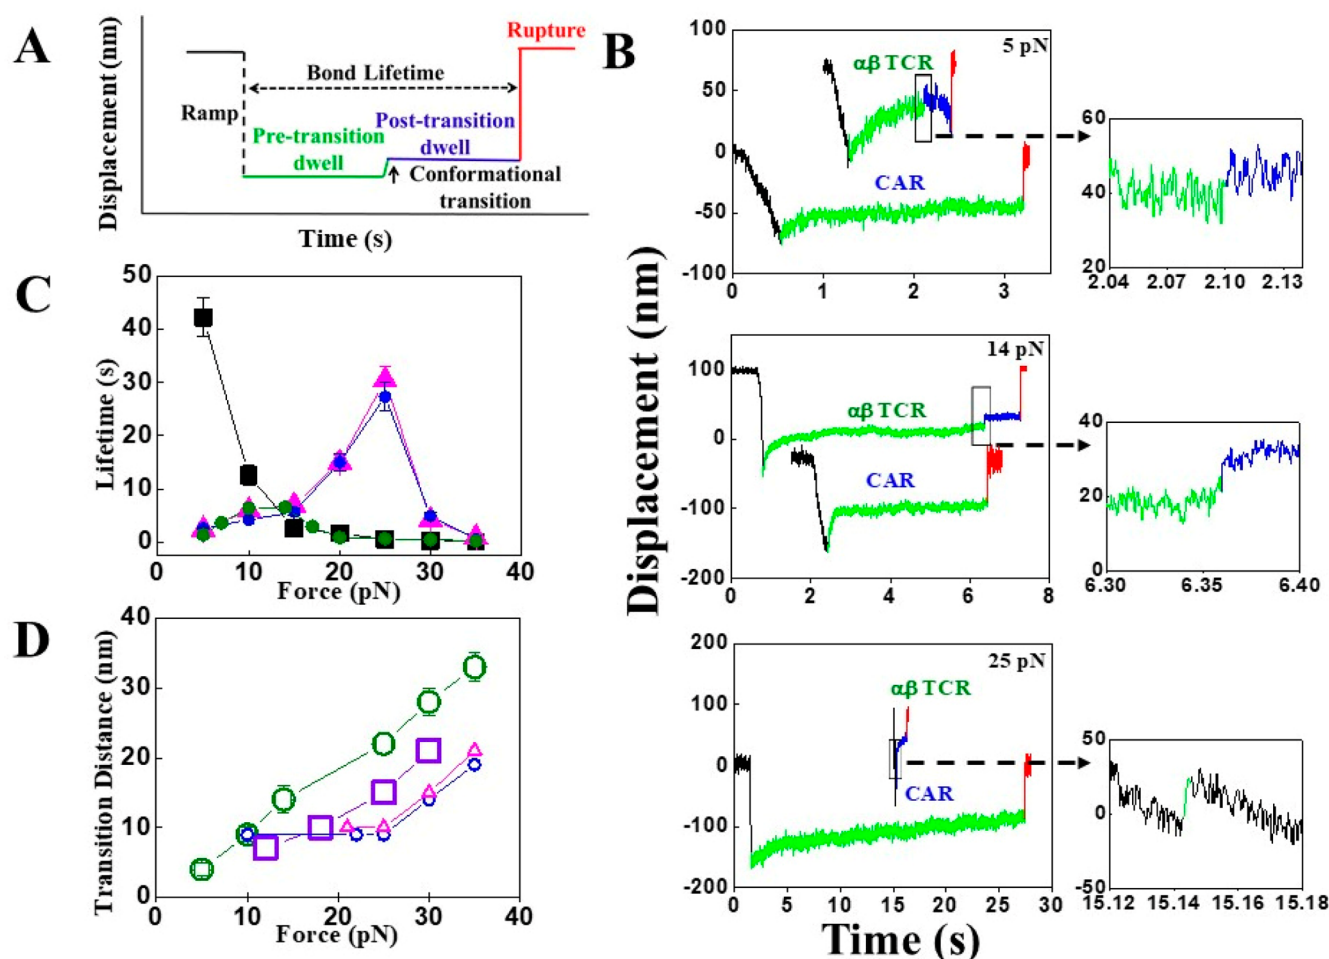 A
Displacement (nm)
Rupture
Bond Lifetime
Ramp
Pre-transition
dwell
Post-transition
dwell
Conformational
transition
Time (s)
B
100
50
0
-50
-100
αβ TCR
5 pN
CAR
0
1
2
3
60
40
20
2.04
2.07
2.10
2.13
C
50
40
30
20
10
0
Lifetime (s)
0
10
20
30
40
Force (pN)
Displacement (nm)
100
0
-100
-200
14 pN
αβ TCR
CAR
0
2
4
6
8
40
20
0
6.30
6.35
6.40
D
40
30
20
10
0
Transition Distance (nm)
0
10
20
30
40
Force (pN)
200
100
0
-100
-200
25 pN
αβ TCR
CAR
0
5
10
15
20
25
30
50
0
-50
15.12
15.14
15.16
15.18
Time (s)